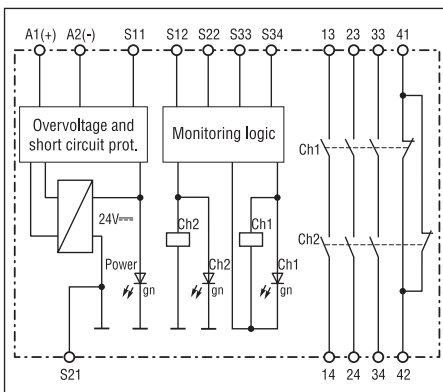 A1(+) A2(-) S11 S12 S22 S33 S34 13 23 33 41
Overvoltage and
short circuit prot.
Monitoring logic
Ch1
24V
Ch2 Ch1
Ch2
Power Ch2 Ch1
gn gn gn
S21 14 24 34 42